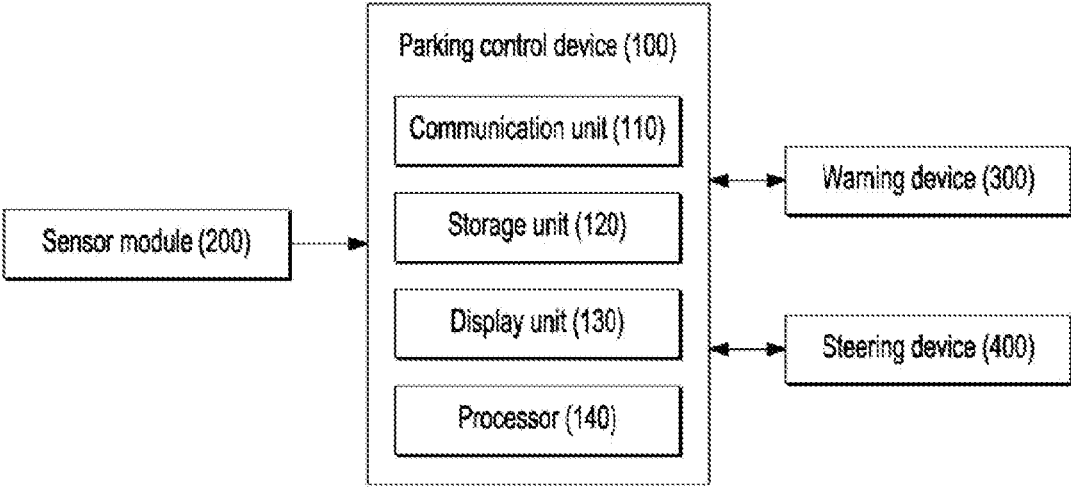 Parking control device (100)
Communication unit (110)
Storage unit (120)
Display unit (130)
Processor (140)
Sensor module (200)
Warning device (300)
Steering device (400)